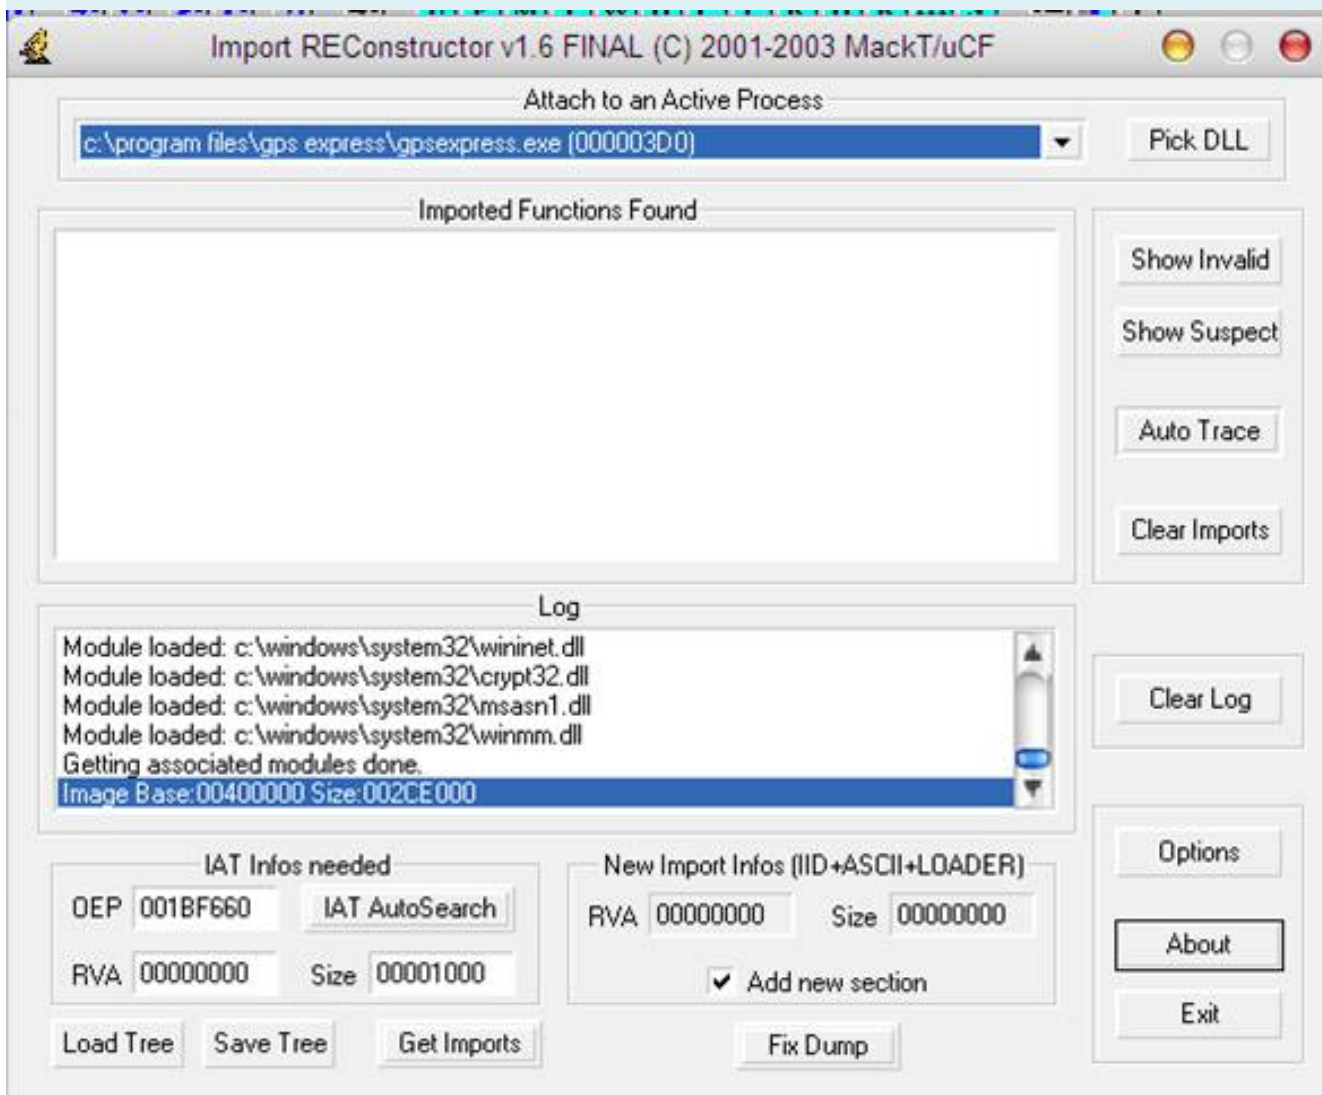 Import REConstructor v1.6 FINAL (C) 2001-2003 MackT/uCF
Attach to an Active Process
c:\program files\gps express\gpsexpress.exe (000003D0)
Pick DLL
Imported Functions Found
Show Invalid
Show Suspect
Auto Trace
Clear Imports
Log
Module loaded: c:\windows\system32\wininet.dll
Module loaded: c:\windows\system32\crypt32.dll
Module loaded: c:\windows\system32\msasn1.dll
Module loaded: c:\windows\system32\winmm.dll
Getting associated modules done.
Image Base:00400000 Size:002CE000
Clear Log
IAT Infos needed
OEP 001BF660 IAT AutoSearch
RVA 00000000 Size 00001000
New Import Infos (IID+ASCII+LOADER)
RVA 00000000 Size 00000000
Add new section
Options
About
Exit
Load Tree Save Tree Get Imports Fix Dump